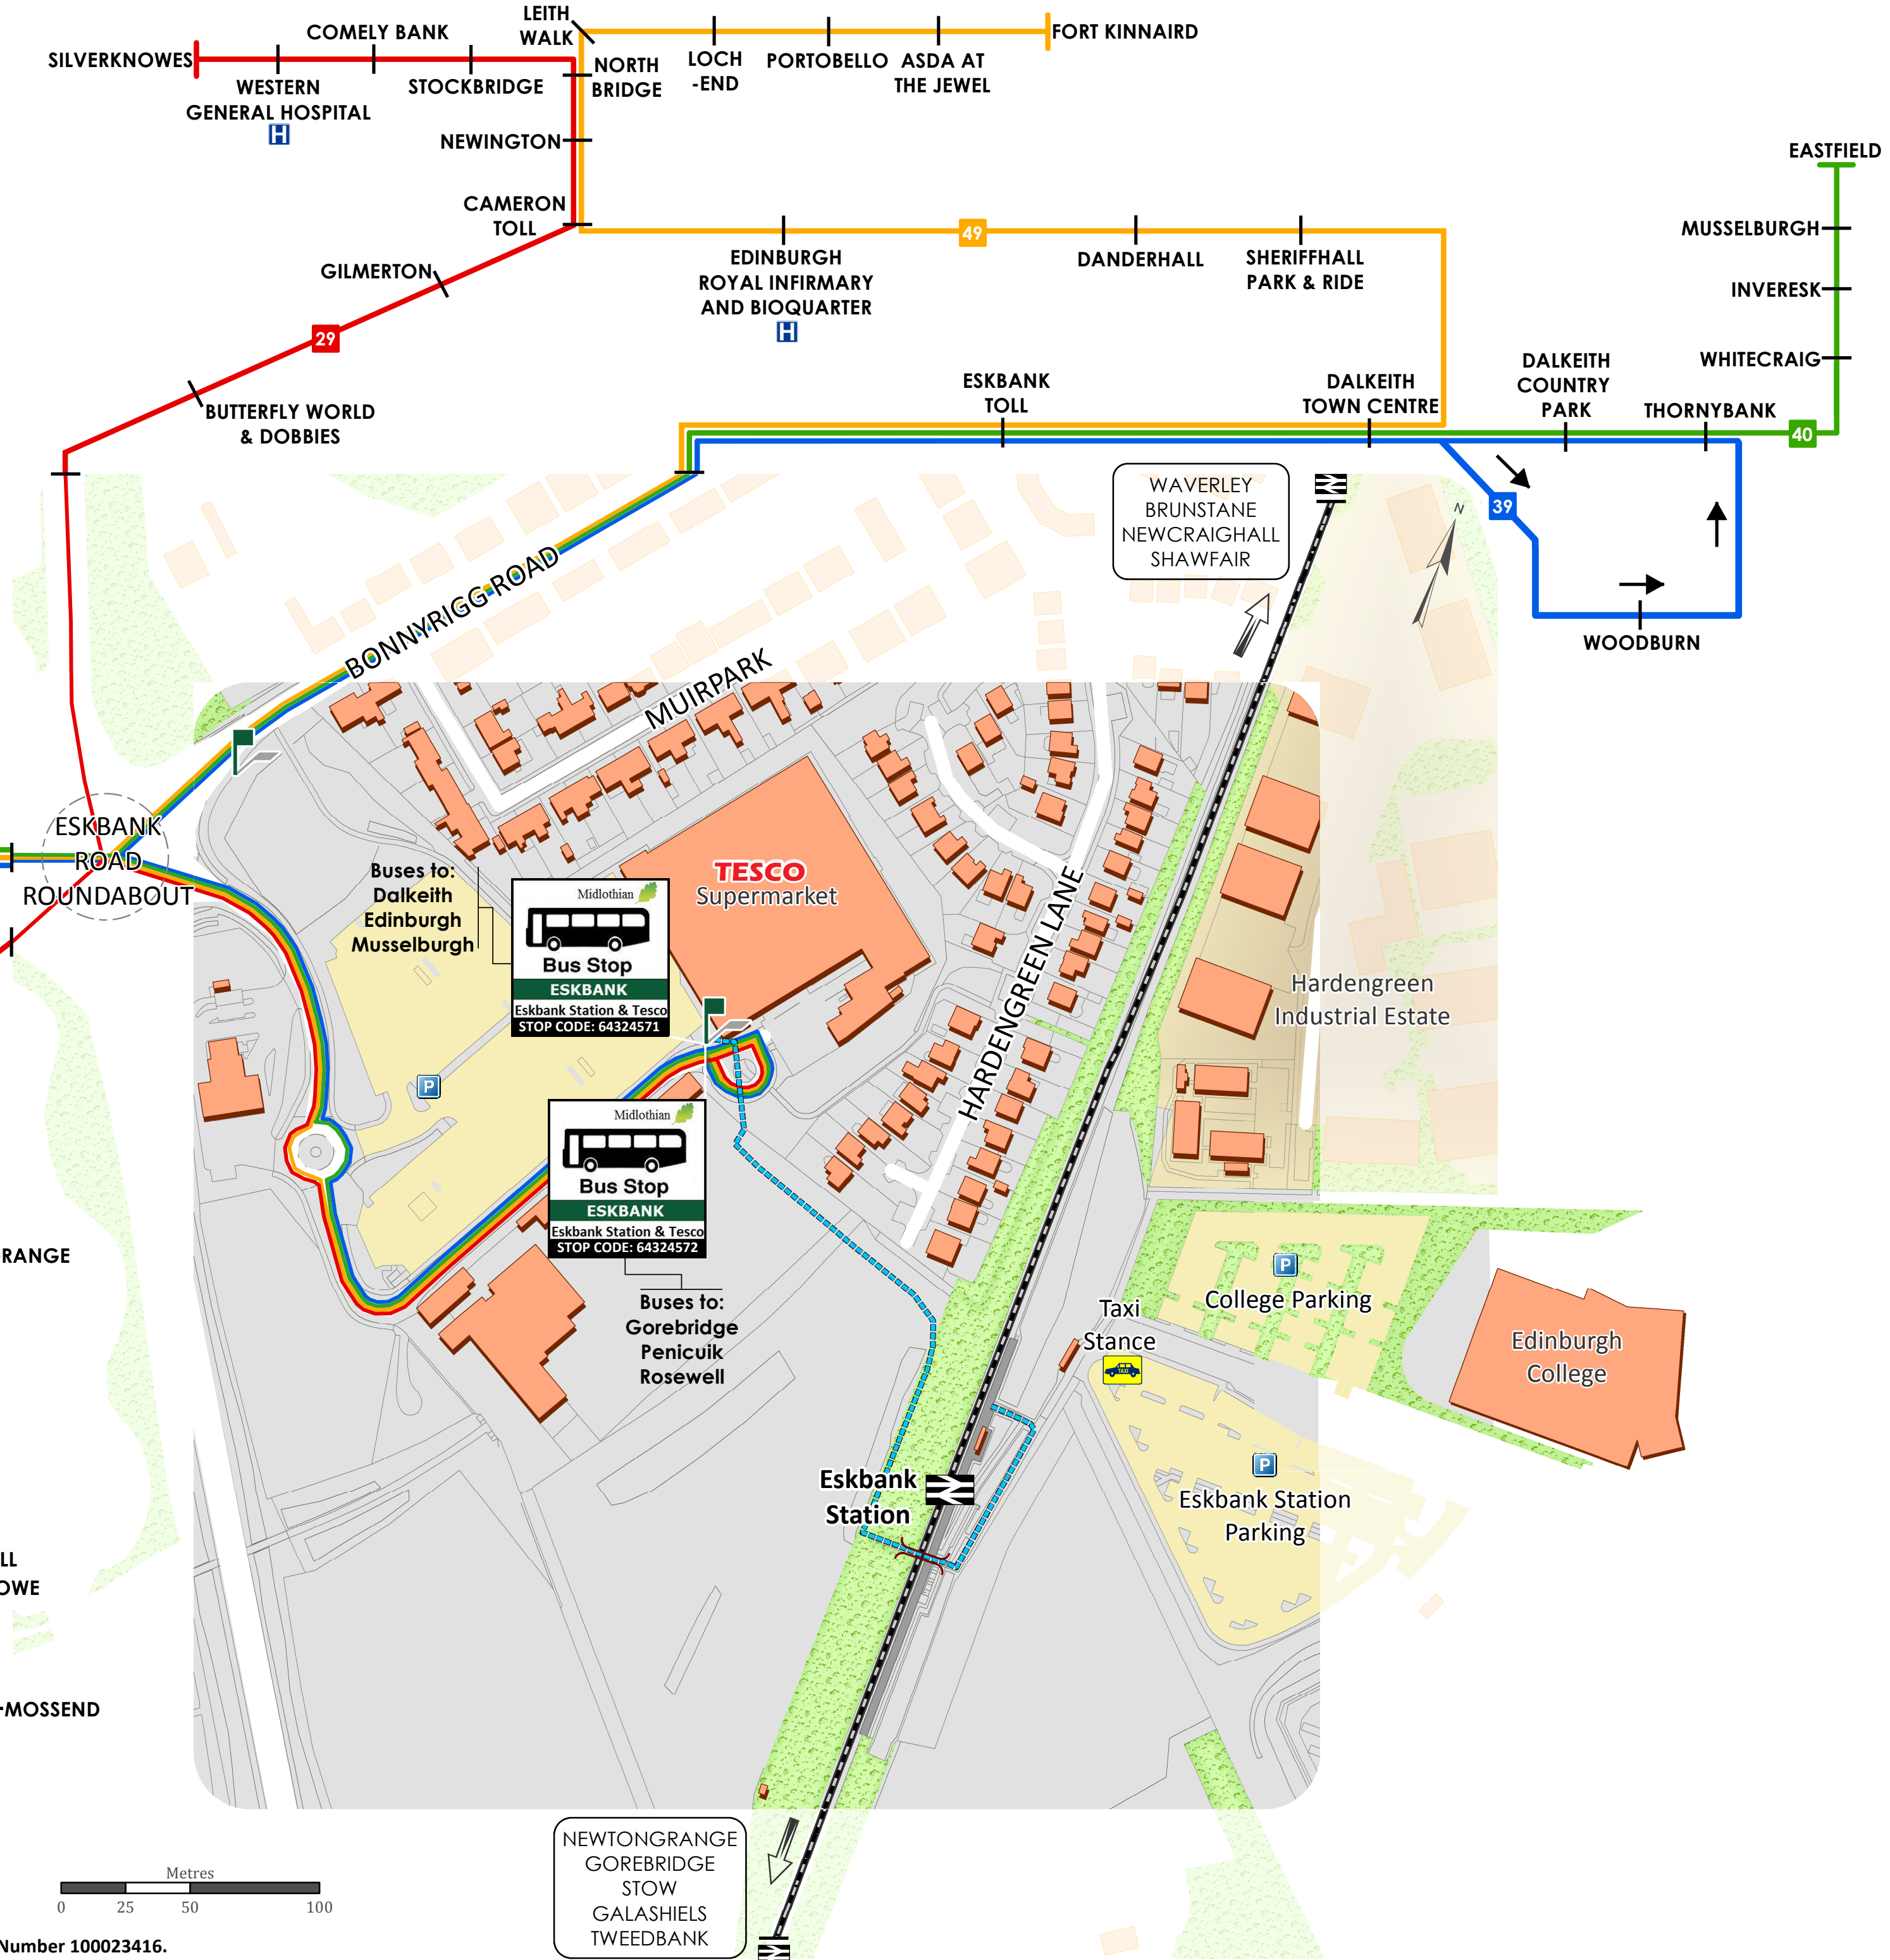 SILVERKNOWES
WESTERN
GENERAL HOSPITAL
H
COMELY BANK
STOCKBRIDGE
LEITH
WALK
NORTH
BRIDGE
LOCH
-END
PORTOBELLO
ASDA AT
THE JEWEL
FORT KINNAIRD
NEWINGTON
CAMERON
TOLL
GILMERTON
29
BUTTERFLY WORLD
& DOBBIES
EDINBURGH
ROYAL INFIRMARY
AND BIOQUARTER
H
49
DANDERHALL
SHERIFFHALL
PARK & RIDE
EASTFIELD
MUSSELBURGH
INVERESK
WHITECRAIG
ESKBANK
TOLL
DALKEITH
TOWN CENTRE
DALKEITH
COUNTRY
PARK
THORNYBANK
40
39
WOODBURN
WAVERLEY
BRUNSTANE
NEWCRAIGHALL
SHAWFAIR
N
BONNYRIGG ROAD
MUIRPARK
ESKBANK
ROAD
ROUNDABOUT
Buses to:
Dalkeith
Edinburgh
Musselburgh
Midlothian
Bus Stop
ESKBANK
Eskbank Station & Tesco
STOP CODE: 64324571
TESCO
Supermarket
HARDENGREEN LANE
Hardengreen
Industrial Estate
P
Midlothian
Bus Stop
ESKBANK
Eskbank Station & Tesco
STOP CODE: 64324572
Buses to:
Gorebridge
Penicuik
Rosewell
RANGE
P
College Parking
Taxi
Stance
TAXI
Edinburgh
College
Eskbank
Station
P
Eskbank Station
Parking
LL
OWE
MOSSEND
NEWTONGRANGE
GOREBRIDGE
STOW
GALASHIELS
TWEEDBANK
Metres
0 25 50 100
Number 100023416.